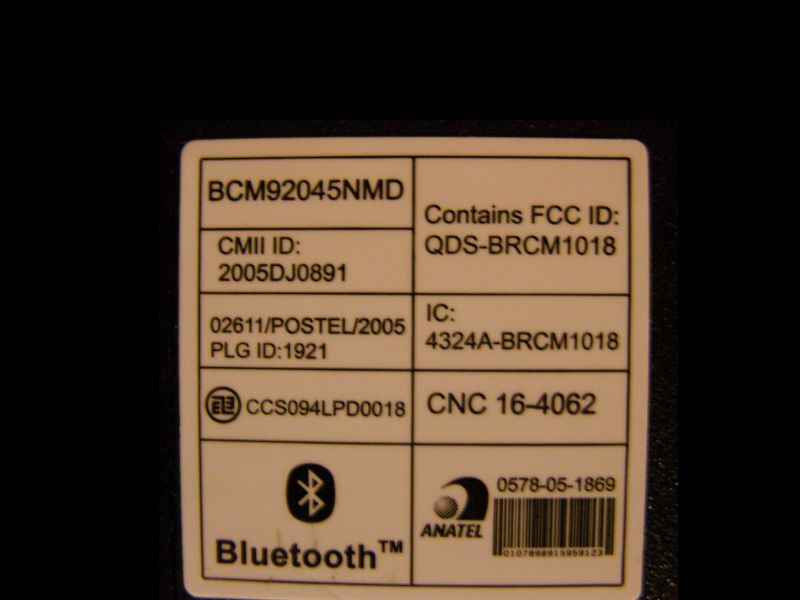 BCM92045NMD
CMII ID:
2005DJ0891
02611/POSTEL/2005
PLG ID:1921
CCS094LPD0018
Bluetooth™
Contains FCC ID:
QDS-BRCM1018
IC:
4324A-BRCM1018
CNC 16-4062
0578-05-1869
ANATEL